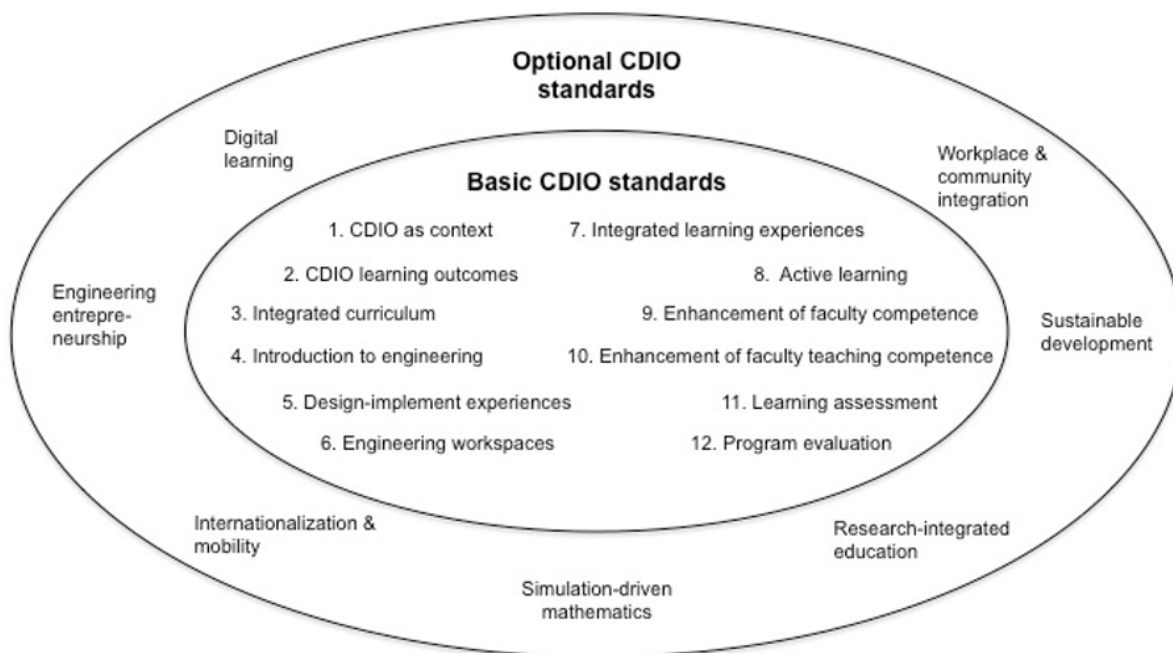 Optional CDIO
standards
Digital
learning
Workplace &
community
integration
Basic CDIO standards
1. CDIO as context
2. CDIO learning outcomes
3. Integrated curriculum
4. Introduction to engineering
5. Design-implement experiences
6. Engineering workspaces
7. Integrated learning experiences
8. Active learning
9. Enhancement of faculty competence
10. Enhancement of faculty teaching competence
11. Learning assessment
12. Program evaluation
Engineering
entrepre-
neurship
Sustainable
development
Internationalization &
mobility
Research-integrated
education
Simulation-driven
mathematics